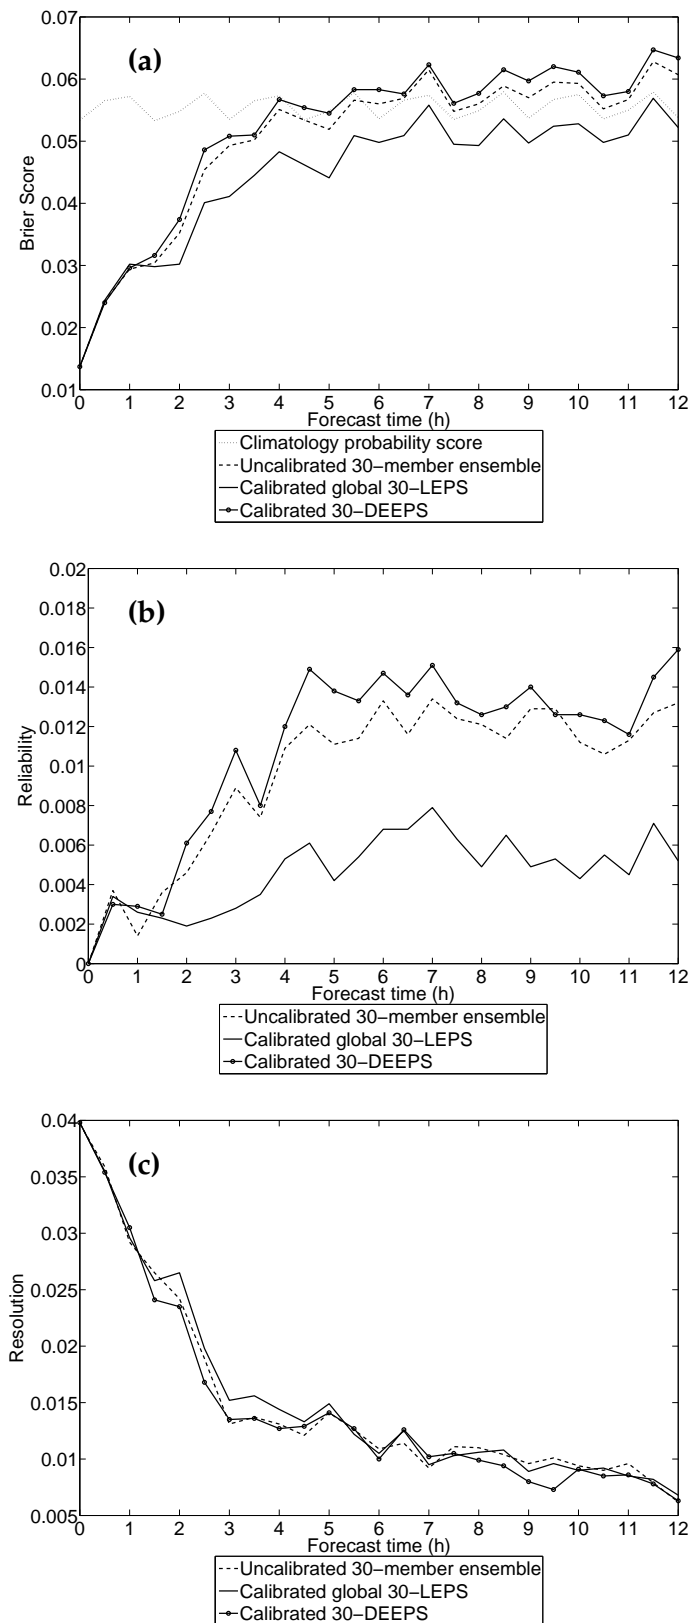 (a)
0.07
0.06
0.05
0.04
0.03
0.02
0.01
Brier Score
0 1 2 3 4 5 6 7 8 9 10 11 12
Forecast time (h)
Climatology probability score
Uncalibrated 30−member ensemble
Calibrated global 30−LEPS
Calibrated 30−DEEPS
(b)
0.02
0.018
0.016
0.014
0.012
0.01
0.008
0.006
0.004
0.002
0
Reliability
0 1 2 3 4 5 6 7 8 9 10 11 12
Forecast time (h)
Uncalibrated 30−member ensemble
Calibrated global 30−LEPS
Calibrated 30−DEEPS
(c)
0.04
0.035
0.03
0.025
0.02
0.015
0.01
0.005
Resolution
0 1 2 3 4 5 6 7 8 9 10 11 12
Forecast time (h)
Uncalibrated 30−member ensemble
Calibrated global 30−LEPS
Calibrated 30−DEEPS